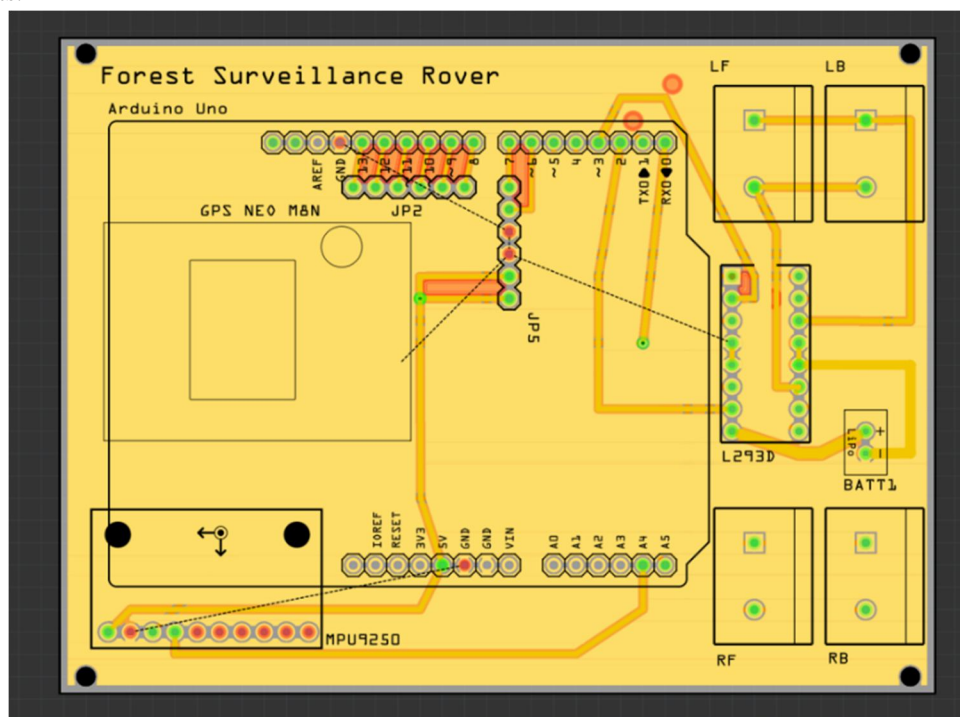 Forest Surveillance Rover
LF
LB
Arduino Uno
AREF
GND
13
12
11
10
~9
8
7
~6
~5
4
~3
2
TXO 1
RXO 0
GPS NEO M8N
JP2
JP5
L293D
LiPo
+
-
BATT1
IOREF
RESET
3V3
5V
GND
GND
VIN
A0
A1
A2
A3
A4
A5
MPU9250
RF
RB